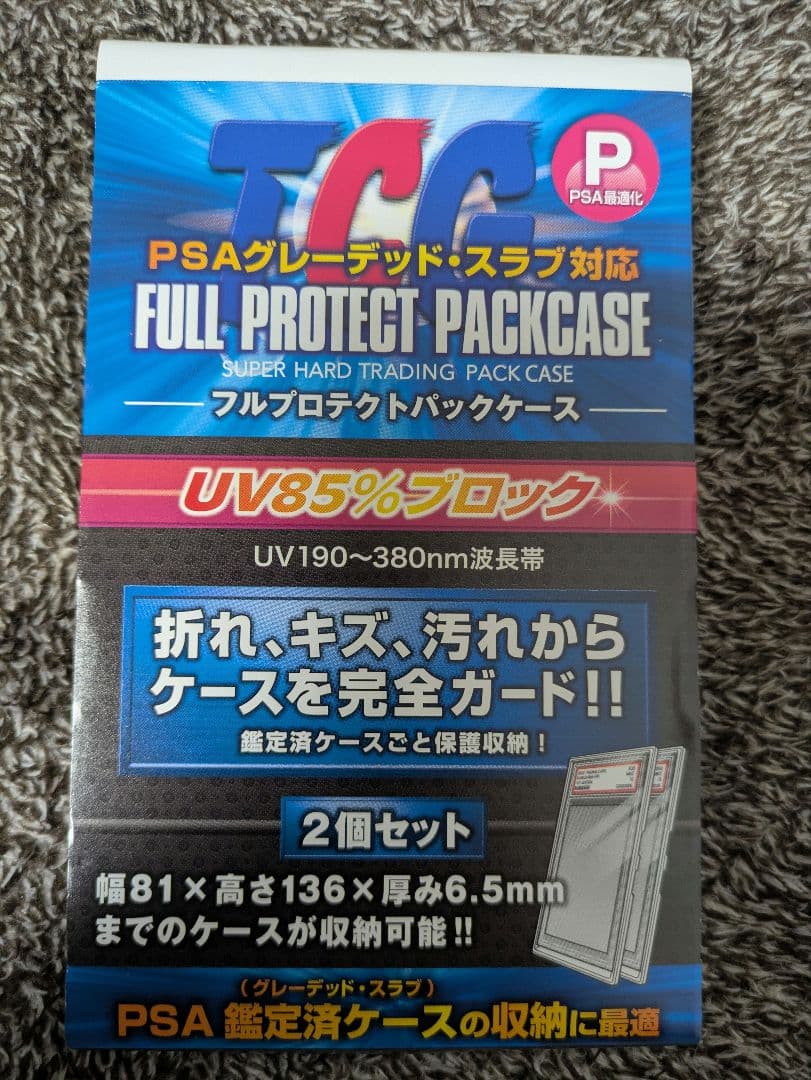 TCG
P
PSA最適化
PSAグレーデッド・スラブ対応
FULL PROTECT PACKCASE
SUPER HARD TRADING PACK CASE
フルプロテクトパックケース
UV85%ブロック
UV190〜380nm波長帯
折れ、キズ、汚れから
ケースを完全ガード!!
鑑定済ケースごと保護収納!
2個セット
幅81×高さ136×厚み6.5mm
までのケースが収納可能!!
(グレーデッド・スラブ)
PSA 鑑定済ケースの収納に最適